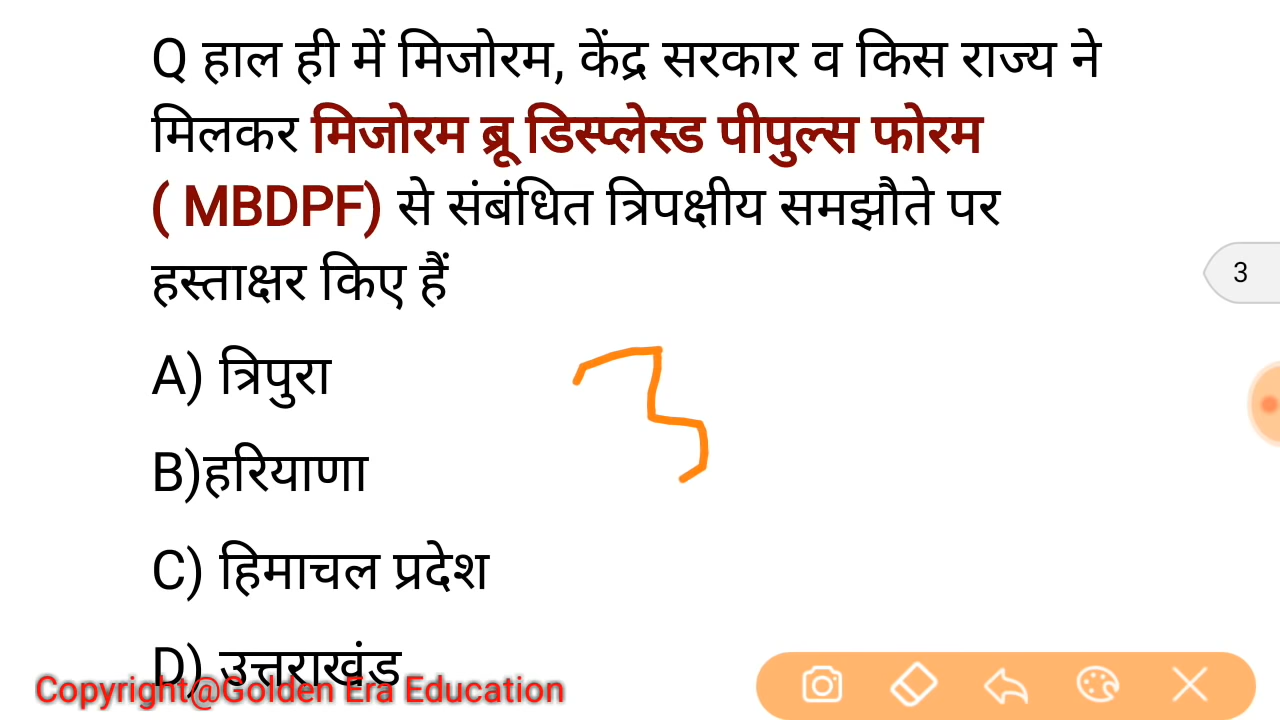 Q हाल ही में मिजोरम, केंद्र सरकार व किस राज्य ने
मिलकर मिजोरम ब्रू डिस्प्लेस्ड पीपुल्स फोरम
( MBDPF) से संबंधित त्रिपक्षीय समझौते पर
हस्ताक्षर किए हैं
3
A) त्रिपुरा
3
B)हरियाणा
C) हिमाचल प्रदेश
D) उत्तराखंड
Copyright@Golden Era Education